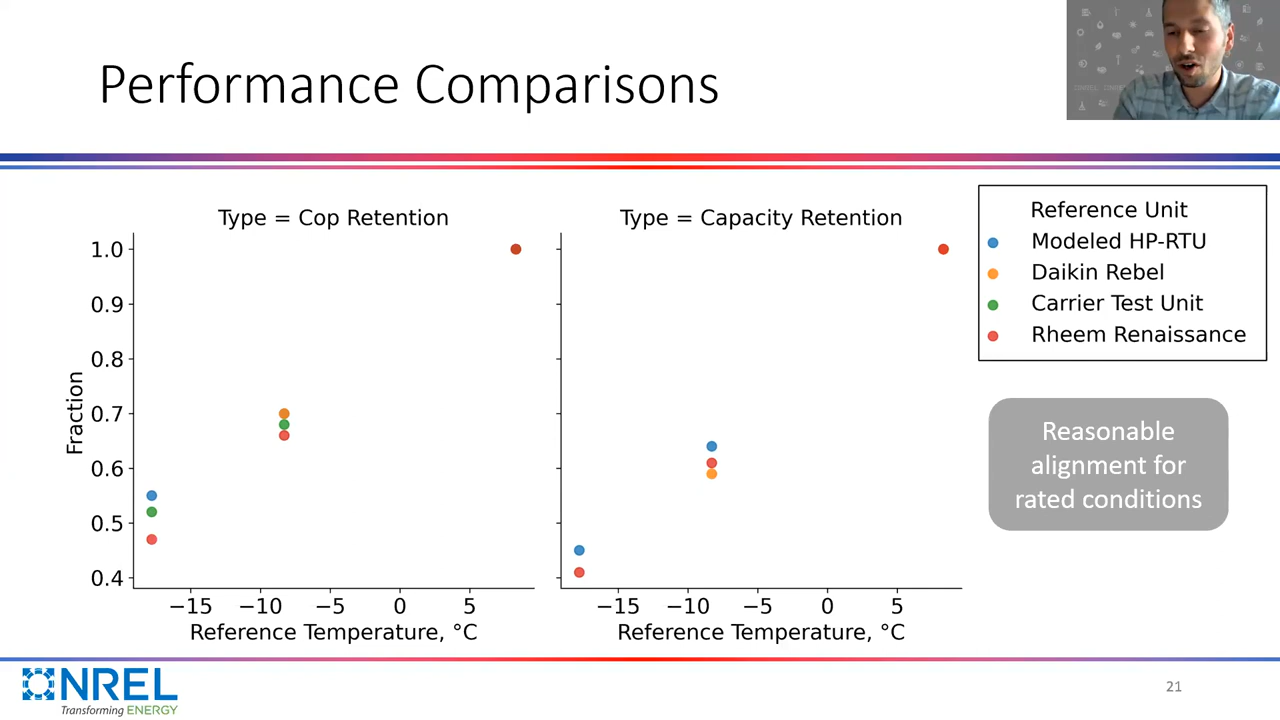 Performance Comparisons
Type = Cop Retention
Type = Capacity Retention
Fraction
1.0
0.9
0.8
0.7
0.6
0.5
0.4
−15 −10 −5 0 5
Reference Temperature, °C
−15 −10 −5 0 5
Reference Temperature, °C
Reference Unit
Modeled HP-RTU
Daikin Rebel
Carrier Test Unit
Rheem Renaissance
Reasonable
alignment for
rated conditions
NREL
Transforming ENERGY
21